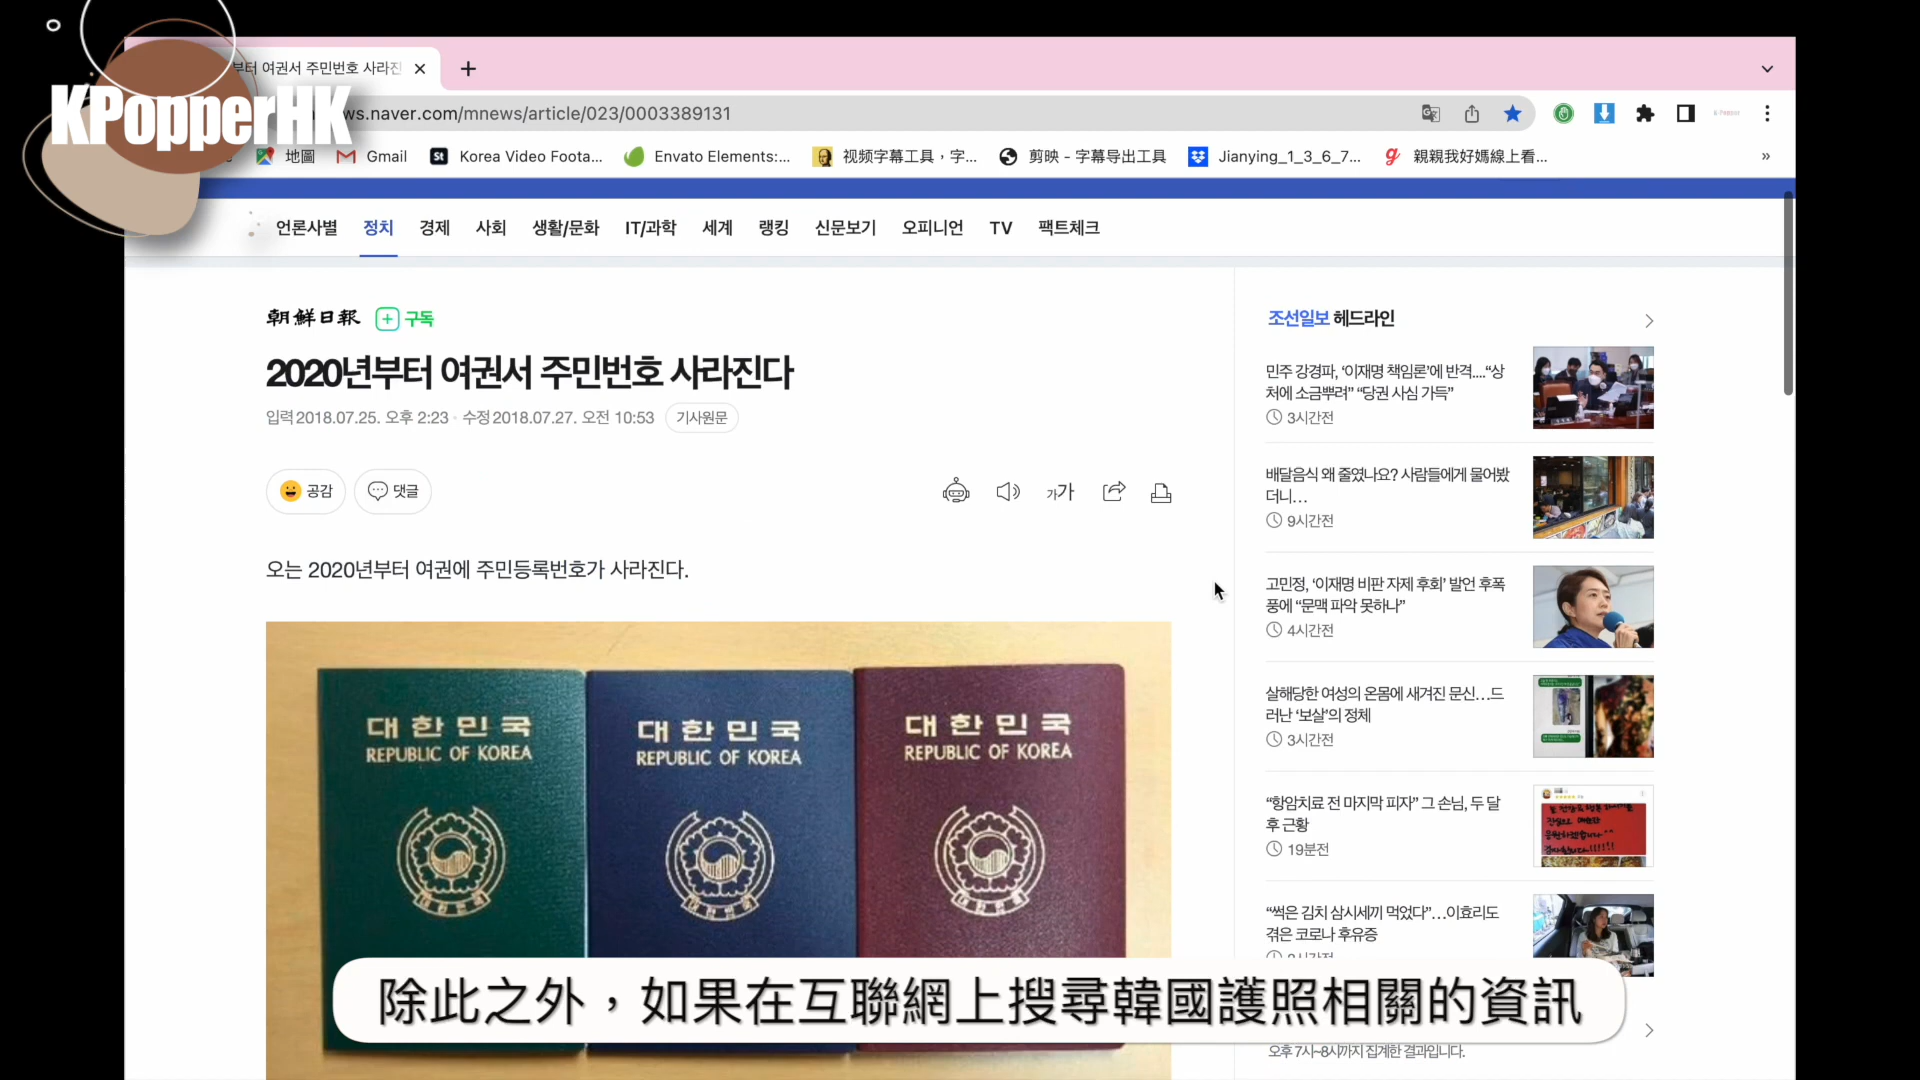 부터 여권서 주민번호 사라진
KPopperHK
ws.naver.com/mnews/article/023/0003389131
地圖
Gmail
Korea Video Foota...
Envato Elements:...
视频字幕工具，字...
剪映 - 字幕导出工具
Jianying_1_3_6_7...
親親我好媽線上看...
언론사별 정치 경제 사회 생활/문화 IT/과학 세계 랭킹 신문보기 오피니언 TV 팩트체크
朝鮮日報 구독
2020년부터 여권서 주민번호 사라진다
입력 2018.07.25. 오후 2:23 · 수정 2018.07.27. 오전 10:53 기사원문
공감 댓글
가가
오는 2020년부터 여권에 주민등록번호가 사라진다.
대한민국
REPUBLIC OF KOREA
대한민국
대한민국
REPUBLIC OF KOREA
대한민국
대한민국
REPUBLIC OF KOREA
대한민국
조선일보 헤드라인
민주 강경파, ‘이재명 책임론’에 반격....“상
처에 소금뿌려” “당권 사심 가득”
3시간전
배달음식 왜 줄였나요? 사람들에게 물어봤
더니…
9시간전
고민정, ‘이재명 비판 자제 후회’ 발언 후폭
풍에 “문맥 파악 못하나”
4시간전
살해당한 여성의 온몸에 새겨진 문신…드
러난 ‘보살’의 정체
3시간전
“항암치료 전 마지막 피자” 그 손님, 두 달
후 근황
19분전
“썩은 김치 삼시세끼 먹었다”…이효리도
겪은 코로나 후유증
오후 7시~8시까지 집계한 결과입니다.
除此之外，如果在互聯網上搜尋韓國護照相關的資訊